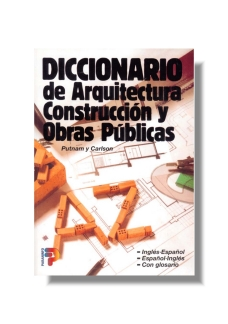 DICCIONARIO
de Arquitectura
Construcción y
Obras Públicas
Putnam y Carlson
Inglés-Español
Español-Inglés
Con glosario